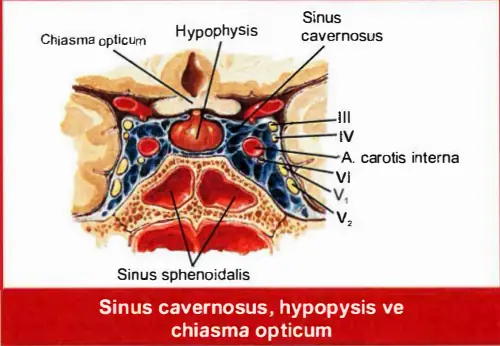 Chiasma opticum
Hypophysis
Sinus
cavernosus
III
IV
A. carotis interna
VI
V₁
V₂
Sinus sphenoidalis
Sinus cavernosus, hypopysis ve
chiasma opticum